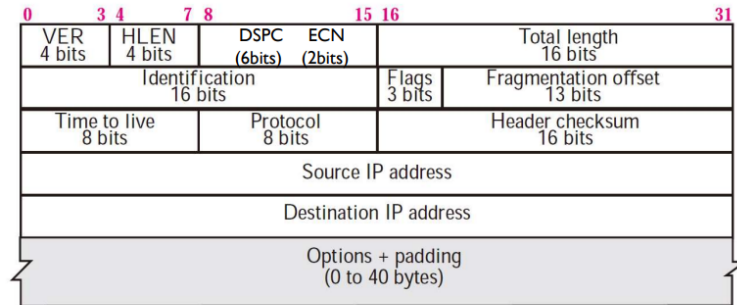 0 3 4 7 8 15 16 31
VER HLEN DSPC ECN Total length
4 bits 4 bits (6bits) (2bits) 16 bits
Identification Flags Fragmentation offset
16 bits 3 bits 13 bits
Time to live Protocol Header checksum
8 bits 8 bits 16 bits
Source IP address
Destination IP address
Options + padding
(0 to 40 bytes)